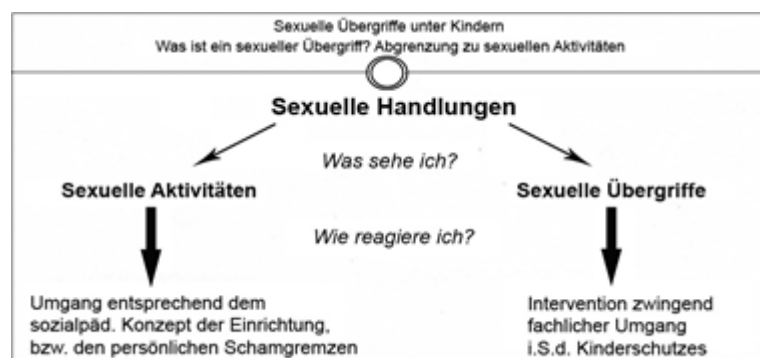 Sexuelle Übergriffe unter Kindern
Was ist ein sexueller Übergriff? Abgrenzung zu sexuellen Aktivitäten
Sexuelle Handlungen
Was sehe ich?
Sexuelle Aktivitäten
Sexuelle Übergriffe
Wie reagiere ich?
Umgang entsprechend dem
sozialpäd. Konzept der Einrichtung,
bzw. den persönlichen Schamgremzen
Intervention zwingend
fachlicher Umgang
i.S.d. Kinderschutzes